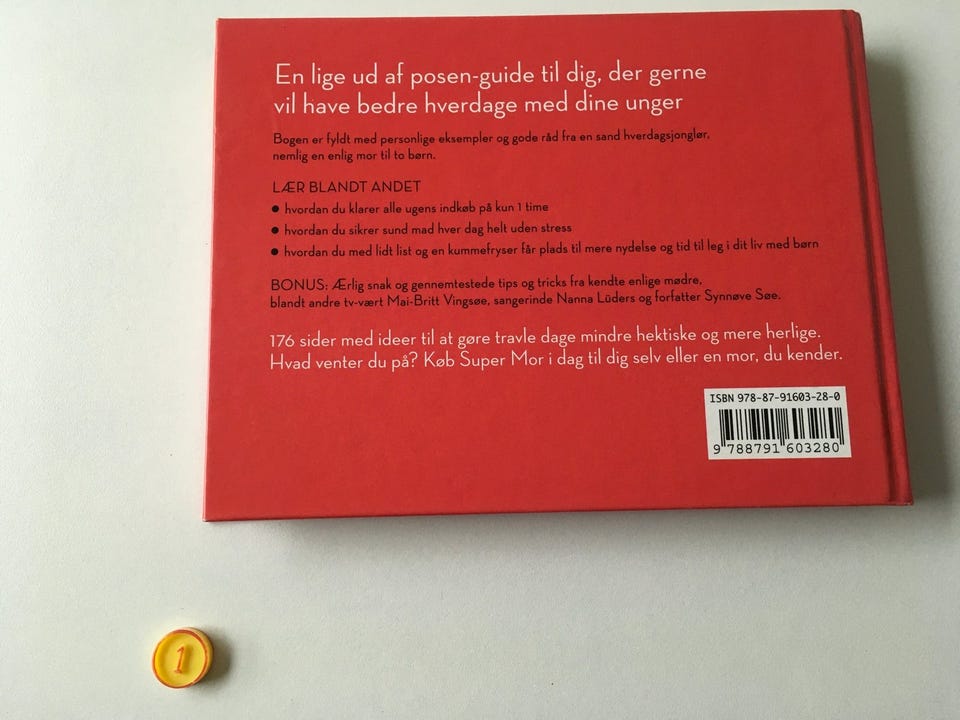 En lige ud af posen-guide til dig, der gerne
vil have bedre hverdage med dine unger
Bogen er fyldt med personlige eksempler og gode råd fra en sand hverdagsjonglør,
nemlig en enlig mor til to børn.
LÆR BLANDT ANDET
● hvordan du klarer alle ugens indkøb på kun 1 time
● hvordan du sikrer sund mad hver dag helt uden stress
● hvordan du med lidt list og en kummefryser får plads til mere nydelse og tid til leg i dit liv med børn
BONUS: Ærlig snak og gennemtestede tips og tricks fra kendte enlige mødre,
blandt andre tv-vært Mai-Britt Vingsøe, sangerinde Nanna Lüders og forfatter Synnøve Søe.
176 sider med ideer til at gøre travle dage mindre hektiske og mere herlige.
Hvad venter du på? Køb Super Mor i dag til dig selv eller en mor, du kender.
ISBN 978-87-91603-28-0
9 788791 603280
1